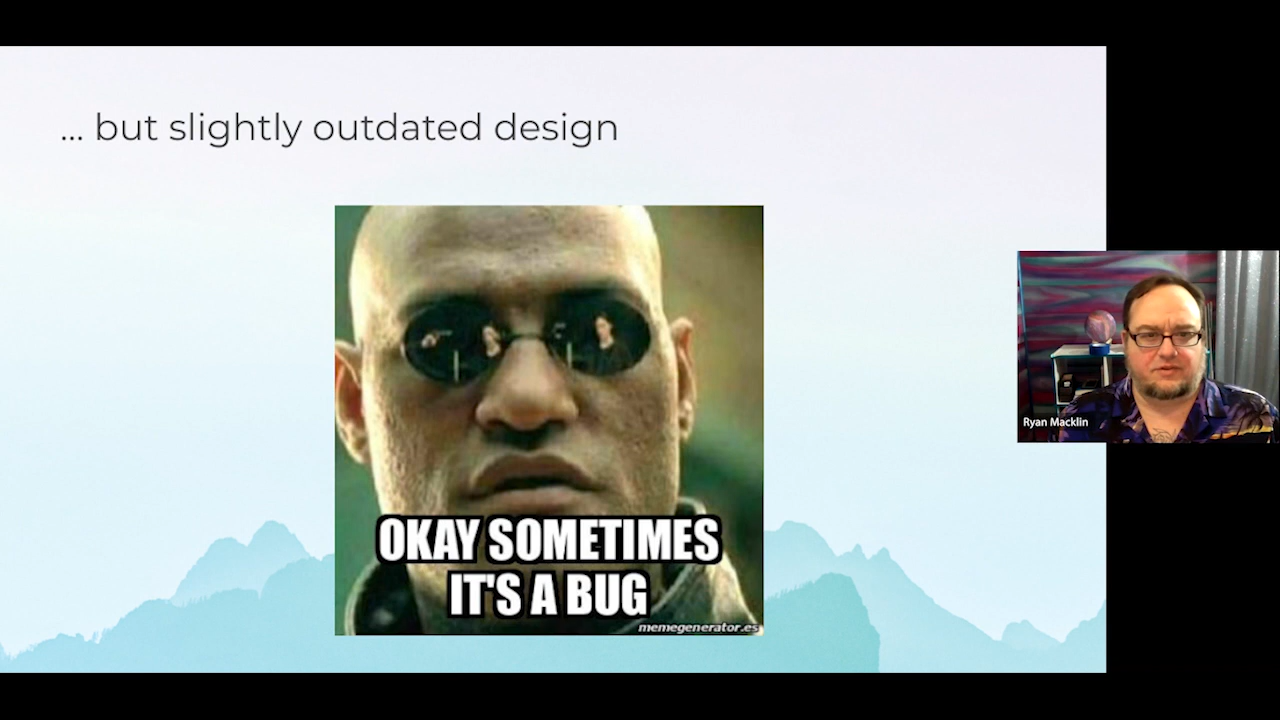 ... but slightly outdated design
OKAY SOMETIMES
IT'S A BUG
memegenerator.es
Ryan Macklin